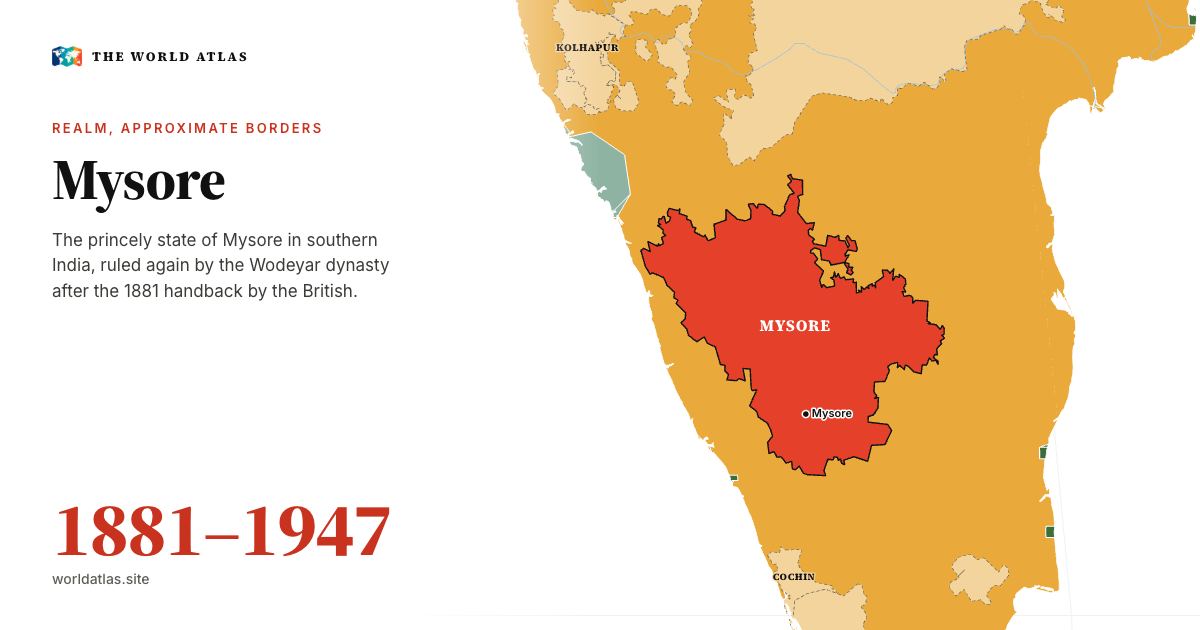 THE WORLD ATLAS
REALM, APPROXIMATE BORDERS
Mysore
The princely state of Mysore in southern
India, ruled again by the Wodeyar dynasty
after the 1881 handback by the British.
1881–1947
worldatlas.site
KOLHAPUR
MYSORE
Mysore
COCHIN